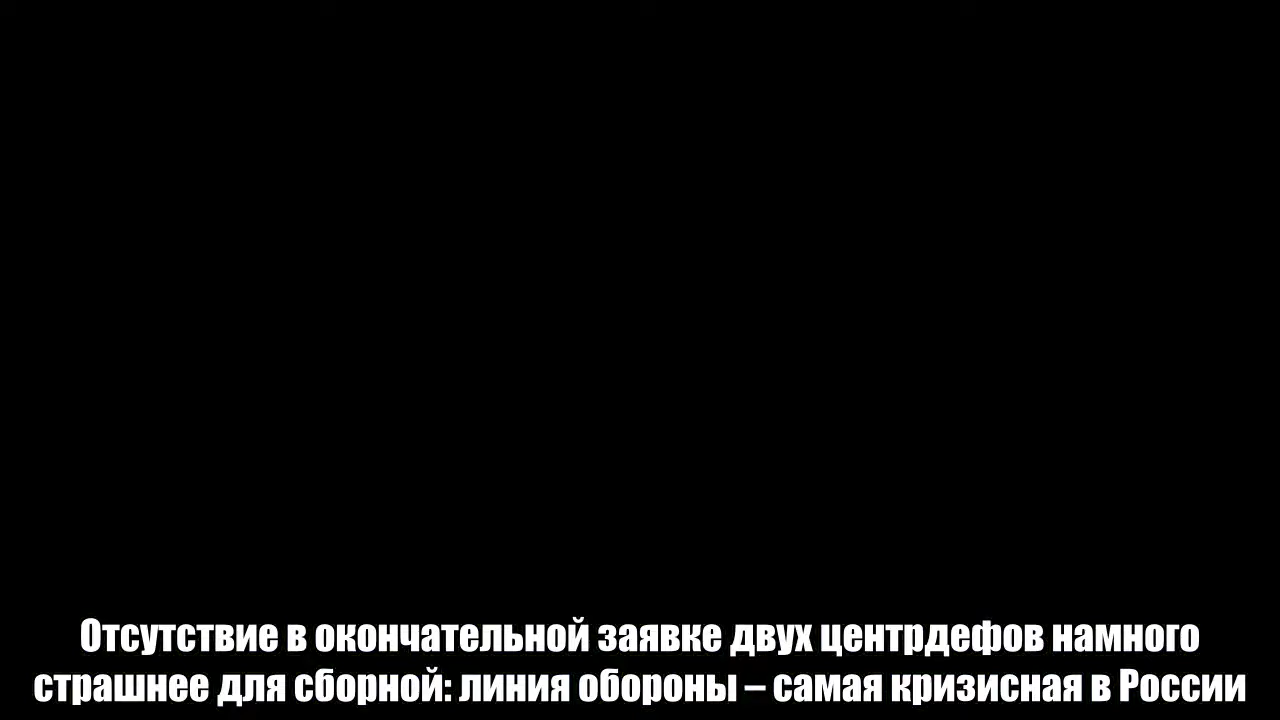 Отсутствие в окончательной заявке двух центрдефов намного
страшнее для сборной: линия обороны – самая кризисная в России